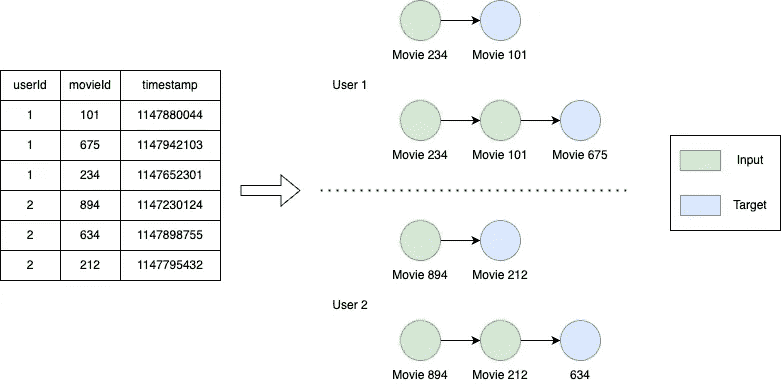 Movie 234 Movie 101
User 1
Movie 234 Movie 101 Movie 675
userId movieId timestamp
1 101 1147880044
1 675 1147942103
1 234 1147652301
2 894 1147230124
2 634 1147898755
2 212 1147795432
Movie 894 Movie 212
User 2
Movie 894 Movie 212 634
Input
Target